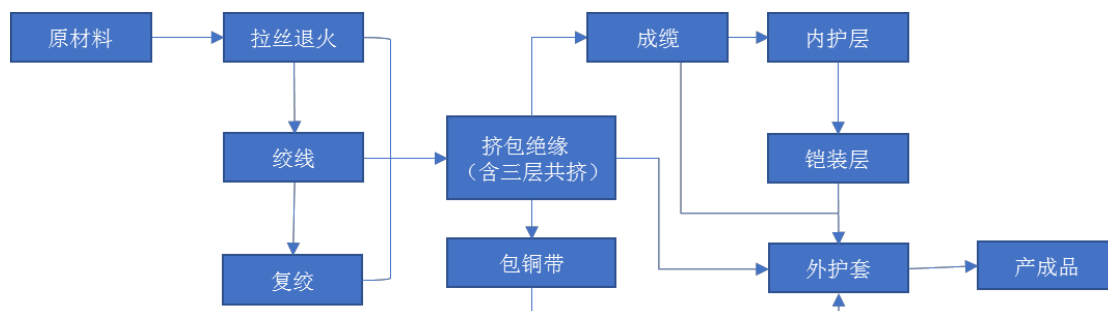 原材料
拉丝退火
成缆
内护层
绞线
挤包绝缘
（含三层共挤）
铠装层
复绞
包铜带
外护套
产成品